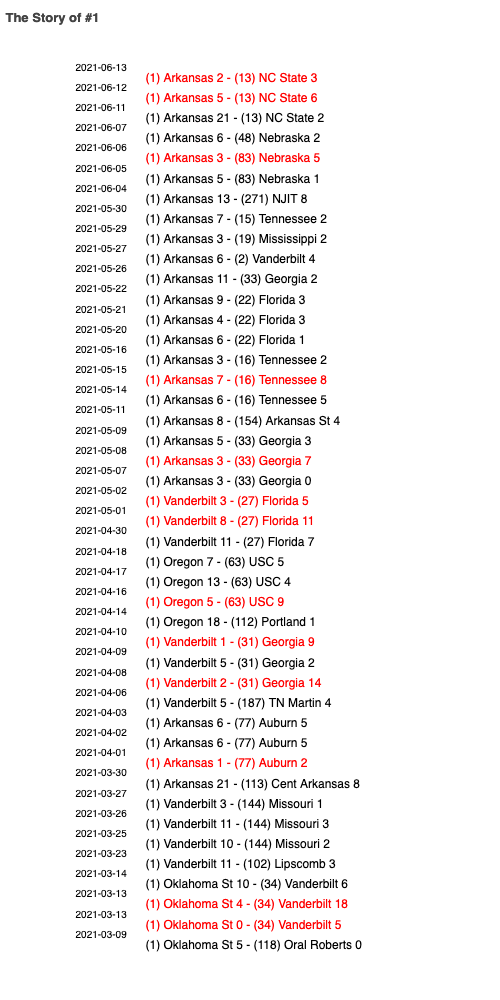 The Story of #1
2021-06-13
(1) Arkansas 2 - (13) NC State 3
2021-06-12
(1) Arkansas 5 - (13) NC State 6
2021-06-11
(1) Arkansas 21 - (13) NC State 2
2021-06-07
(1) Arkansas 6 - (48) Nebraska 2
2021-06-06
(1) Arkansas 3 - (83) Nebraska 5
2021-06-05
(1) Arkansas 5 - (83) Nebraska 1
2021-06-04
(1) Arkansas 13 - (271) NJIT 8
2021-05-30
(1) Arkansas 7 - (15) Tennessee 2
2021-05-29
(1) Arkansas 3 - (19) Mississippi 2
2021-05-27
(1) Arkansas 6 - (2) Vanderbilt 4
2021-05-26
(1) Arkansas 11 - (33) Georgia 2
2021-05-22
(1) Arkansas 9 - (22) Florida 3
2021-05-21
(1) Arkansas 4 - (22) Florida 3
2021-05-20
(1) Arkansas 6 - (22) Florida 1
2021-05-16
(1) Arkansas 3 - (16) Tennessee 2
2021-05-15
(1) Arkansas 7 - (16) Tennessee 8
2021-05-14
(1) Arkansas 6 - (16) Tennessee 5
2021-05-11
(1) Arkansas 8 - (154) Arkansas St 4
2021-05-09
(1) Arkansas 5 - (33) Georgia 3
2021-05-08
(1) Arkansas 3 - (33) Georgia 7
2021-05-07
(1) Arkansas 3 - (33) Georgia 0
2021-05-02
(1) Vanderbilt 3 - (27) Florida 5
2021-05-01
(1) Vanderbilt 8 - (27) Florida 11
2021-04-30
(1) Vanderbilt 11 - (27) Florida 7
2021-04-18
(1) Oregon 7 - (63) USC 5
2021-04-17
(1) Oregon 13 - (63) USC 4
2021-04-16
(1) Oregon 5 - (63) USC 9
2021-04-14
(1) Oregon 18 - (112) Portland 1
2021-04-10
(1) Vanderbilt 1 - (31) Georgia 9
2021-04-09
(1) Vanderbilt 5 - (31) Georgia 2
2021-04-08
(1) Vanderbilt 2 - (31) Georgia 14
2021-04-06
(1) Vanderbilt 5 - (187) TN Martin 4
2021-04-03
(1) Arkansas 6 - (77) Auburn 5
2021-04-02
(1) Arkansas 6 - (77) Auburn 5
2021-04-01
(1) Arkansas 1 - (77) Auburn 2
2021-03-30
(1) Arkansas 21 - (113) Cent Arkansas 8
2021-03-27
(1) Vanderbilt 3 - (144) Missouri 1
2021-03-26
(1) Vanderbilt 11 - (144) Missouri 3
2021-03-25
(1) Vanderbilt 10 - (144) Missouri 2
2021-03-23
(1) Vanderbilt 11 - (102) Lipscomb 3
2021-03-14
(1) Oklahoma St 10 - (34) Vanderbilt 6
2021-03-13
(1) Oklahoma St 4 - (34) Vanderbilt 18
2021-03-13
(1) Oklahoma St 0 - (34) Vanderbilt 5
2021-03-09
(1) Oklahoma St 5 - (118) Oral Roberts 0